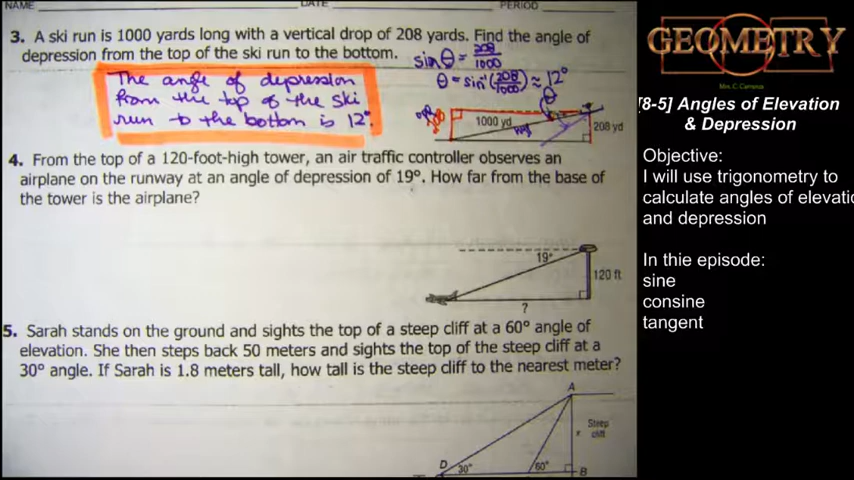 NAME DATE PERIOD
3. A ski run is 1000 yards long with a vertical drop of 208 yards. Find the angle of
depression from the top of the ski run to the bottom.
sin θ = 208/1000
θ = sin⁻¹(208/1000) ≈ 12°
The angle of depression
from the top of the ski
run to the bottom is 12°.
θ
opp
208
1000 yd
hyp
208 yd
4. From the top of a 120-foot-high tower, an air traffic controller observes an
airplane on the runway at an angle of depression of 19°. How far from the base of
the tower is the airplane?
19°
120 ft
?
5. Sarah stands on the ground and sights the top of a steep cliff at a 60° angle of
elevation. She then steps back 50 meters and sights the top of the steep cliff at a
30° angle. If Sarah is 1.8 meters tall, how tall is the steep cliff to the nearest meter?
A
Steep
cliff
x
D 30° 60° B
GEOMETRY
Mrs. C Carreras
[8-5] Angles of Elevation
& Depression
Objective:
I will use trigonometry to
calculate angles of elevatio
and depression
In thie episode:
sine
consine
tangent